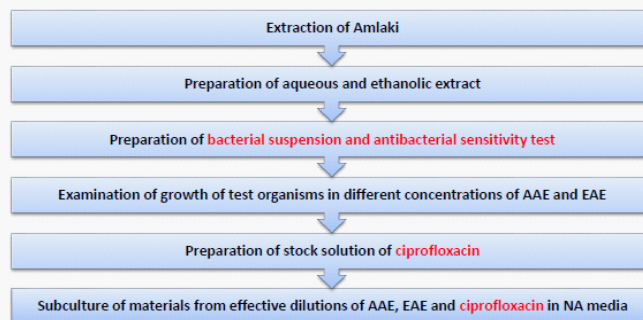 Extraction of Amlaki
Preparation of aqueous and ethanolic extract
Preparation of bacterial suspension and antibacterial sensitivity test
Examination of growth of test organisms in different concentrations of AAE and EAE
Preparation of stock solution of ciprofloxacin
Subculture of materials from effective dilutions of AAE, EAE and ciprofloxacin in NA media